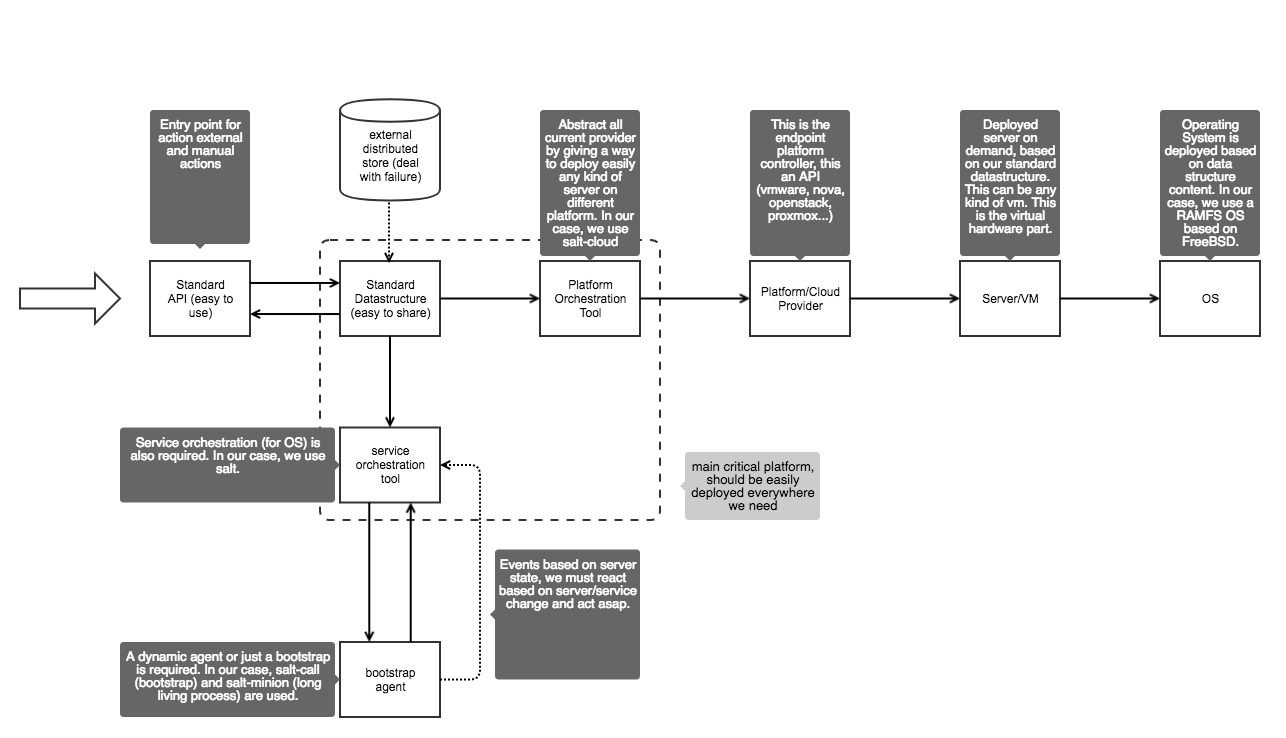 Entry point for
action external
and manual
actions
external
distributed
store (deal
with failure)
Abstract all
current provider
by giving a way
to deploy easily
any kind of
server on
different
platform. In our
case, we use
salt-cloud
This is the
endpoint
platform
controller, this
an API
(vmware, nova,
openstack,
proxmox...)
Deployed
server on
demand, based
on our standard
datastructure.
This can be any
kind of vm. This
is the virtual
hardware part.
Operating
System is
deployed based
on data
structure
content. In our
case, we use a
RAMFS OS
based on
FreeBSD.
Standard
API (easy to
use)
Standard
Datastructure
(easy to share)
Platform
Orchestration
Tool
Platform/Cloud
Provider
Server/VM
OS
Service orchestration (for OS) is
also required. In our case, we use
salt.
service
orchestration
tool
main critical platform,
should be easily
deployed everywhere
we need
Events based on server
state, we must react
based on server/service
change and act asap.
A dynamic agent or just a bootstrap
is required. In our case, salt-call
(bootstrap) and salt-minion (long
living process) are used.
bootstrap
agent